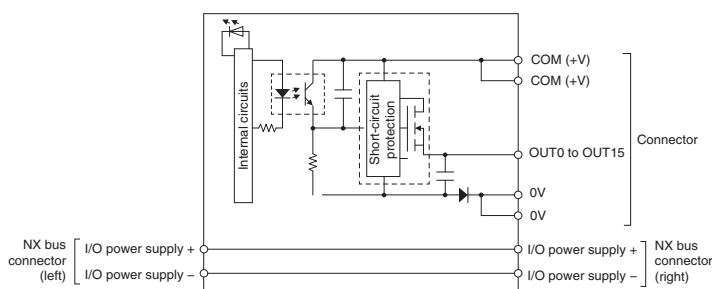 Internal circuits
Short-circuit
protection
COM (+V)
COM (+V)
OUT0 to OUT15
0V
0V
Connector
NX bus
connector
(left)
I/O power supply +
I/O power supply −
I/O power supply +
I/O power supply −
NX bus
connector
(right)